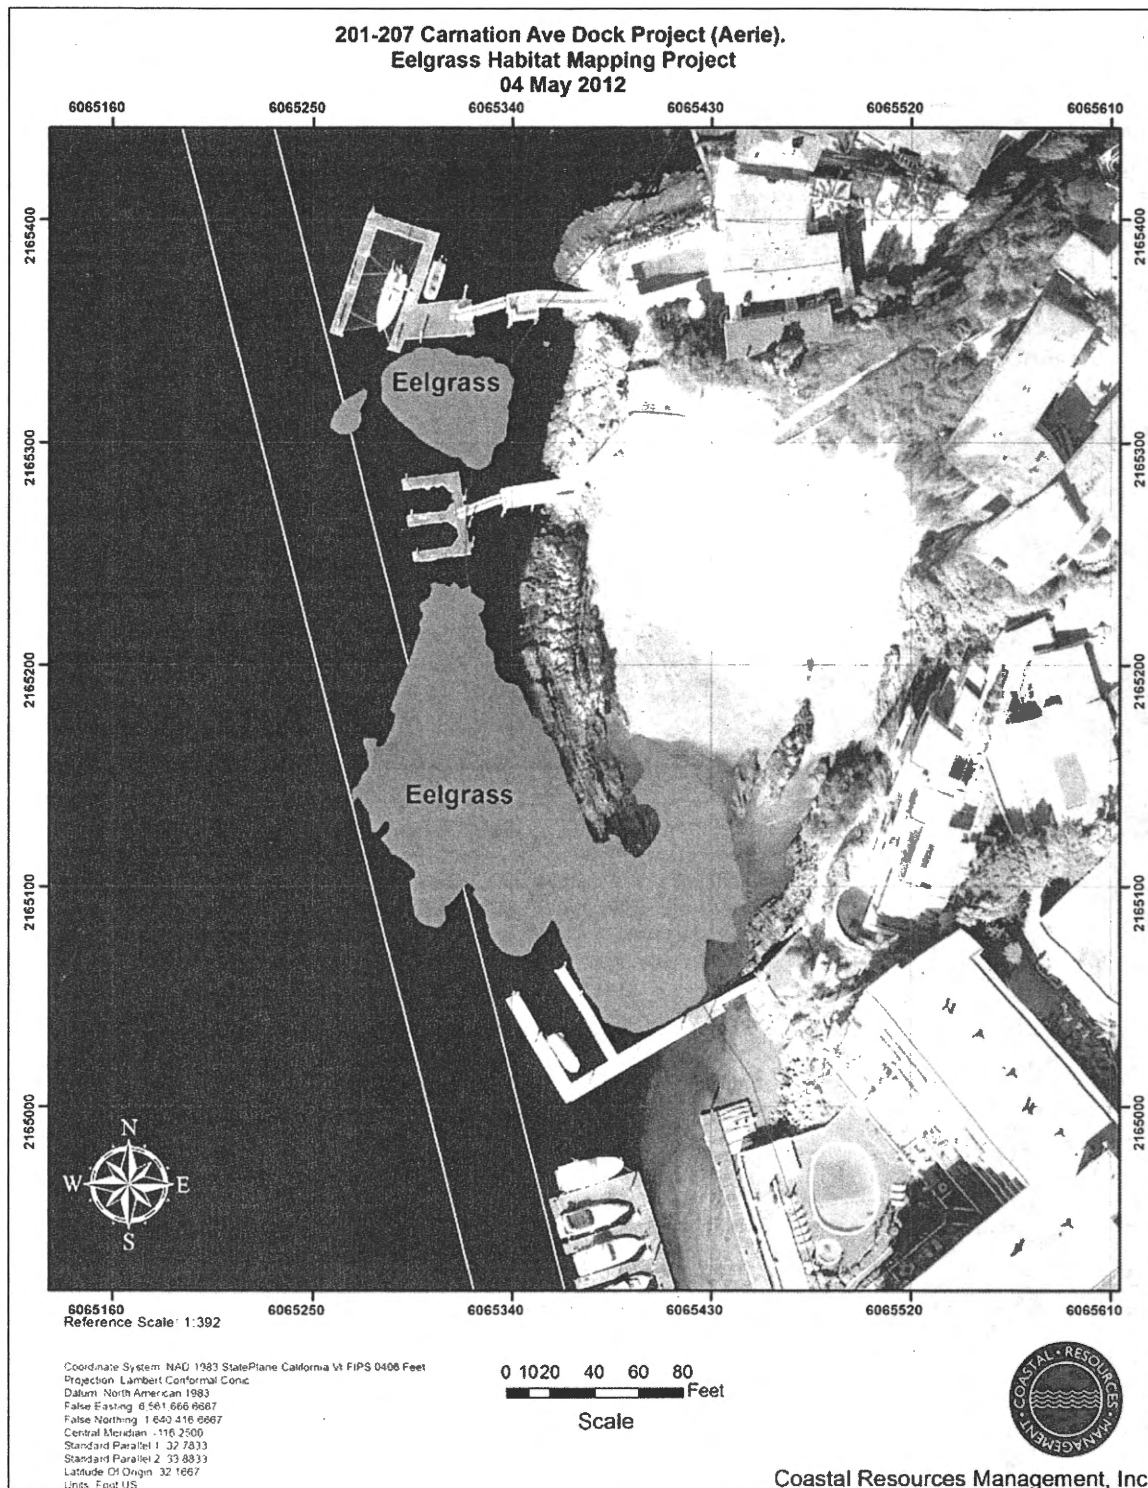 201-207 Carnation Ave Dock Project (Aerie).
Eelgrass Habitat Mapping Project
04 May 2012
6065160 6065250 6065340 6065430 6065520 6065610
2165400 2165400
Eelgrass
2165300 2165300
2165200 2165200
Eelgrass
2165100 2165100
2165000 2165000
N
W E
S
6065160 6065250 6065340 6065430 6065520 6065610
Reference Scale: 1:392
Coordinate System: NAD 1983 StatePlane California VI FIPS 0406 Feet
Projection: Lambert Conformal Conic
Datum: North American 1983
False Easting: 6,561,666.6667
False Northing: 1,640,416.6667
Central Meridian: -116.2500
Standard Parallel 1: 32.7833
Standard Parallel 2: 33.8833
Latitude Of Origin: 32.1667
Units: Foot US
0 10 20 40 60 80
Feet
Scale
COASTAL • RESOURCES • MANAGEMENT •
Coastal Resources Management, Inc